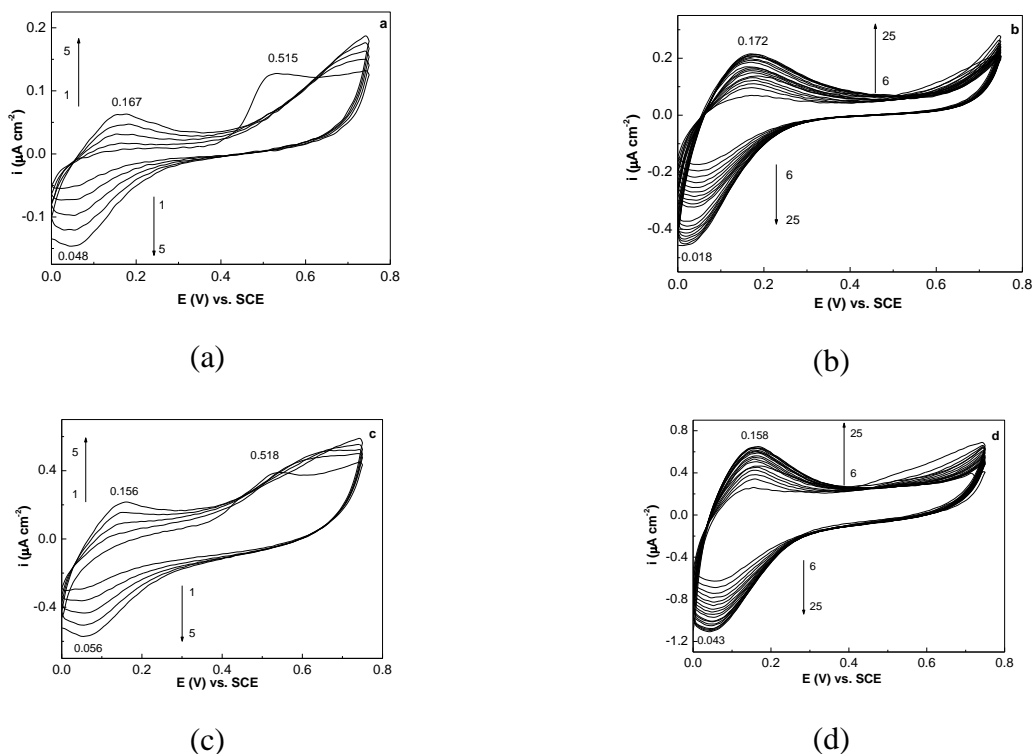 a
0.2
5
0.515
1
0.1
0.167
i (µA cm-2)
0.0
1
-0.1
5
0.048
0.0 0.2 0.4 0.6 0.8
E (V) vs. SCE
(a)
b
25
0.172
0.2
6
i (µA cm-2)
0.0
6
-0.2
25
-0.4
-0.018
0.0 0.2 0.4 0.6 0.8
E (V) vs. SCE
(b)
c
5
0.4
0.518
1
0.156
i (µA cm-2)
0.0
1
-0.4
5
0.056
0.0 0.2 0.4 0.6 0.8
E (V) vs. SCE
(c)
0.8
d
25
0.158
0.4
6
i (µA cm-2)
0.0
-0.4
6
25
-0.8
-0.043
-1.2
0.0 0.2 0.4 0.6 0.8
E (V) vs. SCE
(d)